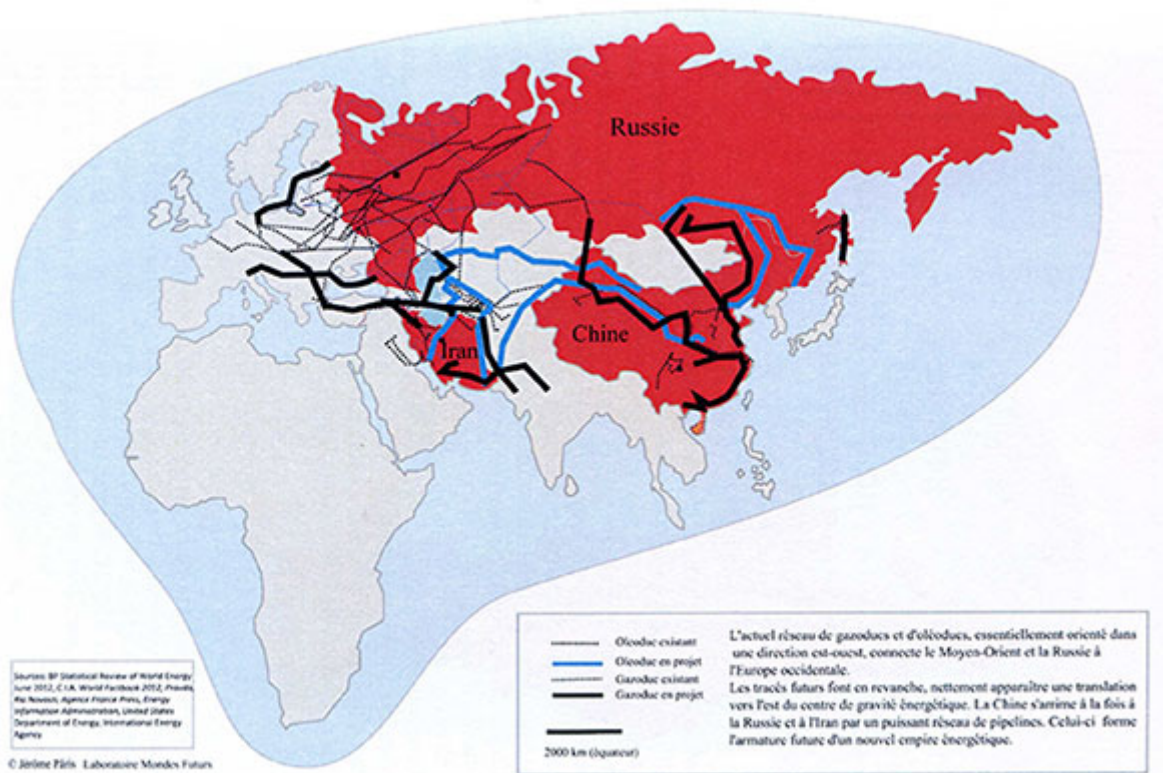 Russie
Chine
Iran
Oleoduc existant
Oleoduc en projet
Gazoduc existant
Gazoduc en projet
2000 km (équateur)
L'actuel réseau de gazoducs et d'oléoducs, essentiellement orienté dans
une direction est-ouest, connecte le Moyen-Orient et la Russie à
l'Europe occidentale.
Les tracés futurs font en revanche, nettement apparaître une translation
vers l'est du centre de gravité énergétique. La Chine s'arrime à la fois à
la Russie et à l'Iran par un puissant réseau de pipelines. Celui-ci forme
l'armature future d'un nouvel empire énergétique.
Sources: BP Statistical Review of World Energy
June 2012, C.I.A. World Factbook 2012, Pravda,
Ria Novosti, Agence France Press, Energy
Information Administration, United States
Department of Energy, International Energy
Agency
© Jérôme Pâris Laboratoire Mondes Futurs